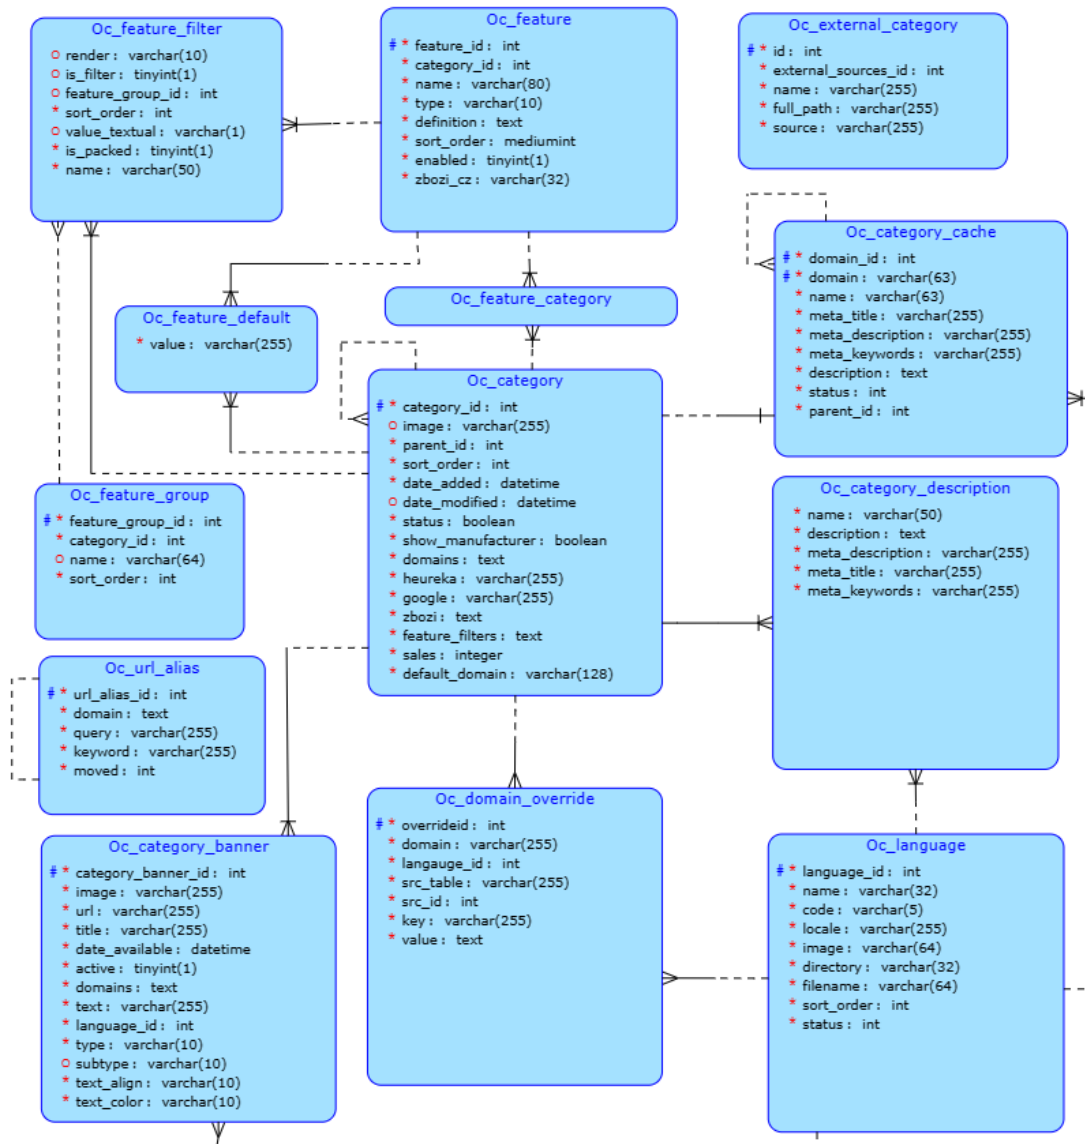 Oc_feature_filter
o render: varchar(10)
o is_filter: tinyint(1)
o feature_group_id: int
* sort_order: int
o value_textual: varchar(1)
* is_packed: tinyint(1)
* name: varchar(50)
Oc_feature
# * feature_id: int
* category_id: int
* name: varchar(80)
* type: varchar(10)
* definition: text
* sort_order: mediumint
* enabled: tinyint(1)
* zbozi_cz: varchar(32)
Oc_external_category
# * id: int
* external_sources_id: int
* name: varchar(255)
* full_path: varchar(255)
* source: varchar(255)
Oc_category_cache
# * domain_id: int
# * domain: varchar(63)
* name: varchar(63)
* meta_title: varchar(255)
* meta_description: varchar(255)
* meta_keywords: varchar(255)
* description: text
* status: int
* parent_id: int
Oc_feature_category
Oc_feature_default
* value: varchar(255)
Oc_category
# * category_id: int
o image: varchar(255)
* parent_id: int
* sort_order: int
* date_added: datetime
o date_modified: datetime
* status: boolean
* show_manufacturer: boolean
* domains: text
* heureka: varchar(255)
* google: varchar(255)
* zbozi: text
* feature_filters: text
* sales: integer
* default_domain: varchar(128)
Oc_feature_group
# * feature_group_id: int
* category_id: int
o name: varchar(64)
* sort_order: int
Oc_category_description
* name: varchar(50)
* description: text
* meta_description: varchar(255)
* meta_title: varchar(255)
* meta_keywords: varchar(255)
Oc_url_alias
# * url_alias_id: int
* domain: text
* query: varchar(255)
* keyword: varchar(255)
* moved: int
Oc_domain_override
# * overrideid: int
* domain: varchar(255)
* langauge_id: int
* src_table: varchar(255)
* src_id: int
* key: varchar(255)
* value: text
Oc_category_banner
# * category_banner_id: int
* image: varchar(255)
* url: varchar(255)
* title: varchar(255)
* date_available: datetime
* active: tinyint(1)
* domains: text
* text: varchar(255)
* language_id: int
* type: varchar(10)
o subtype: varchar(10)
* text_align: varchar(10)
* text_color: varchar(10)
Oc_language
# * language_id: int
* name: varchar(32)
* code: varchar(5)
* locale: varchar(255)
* image: varchar(64)
* directory: varchar(32)
* filename: varchar(64)
* sort_order: int
* status: int